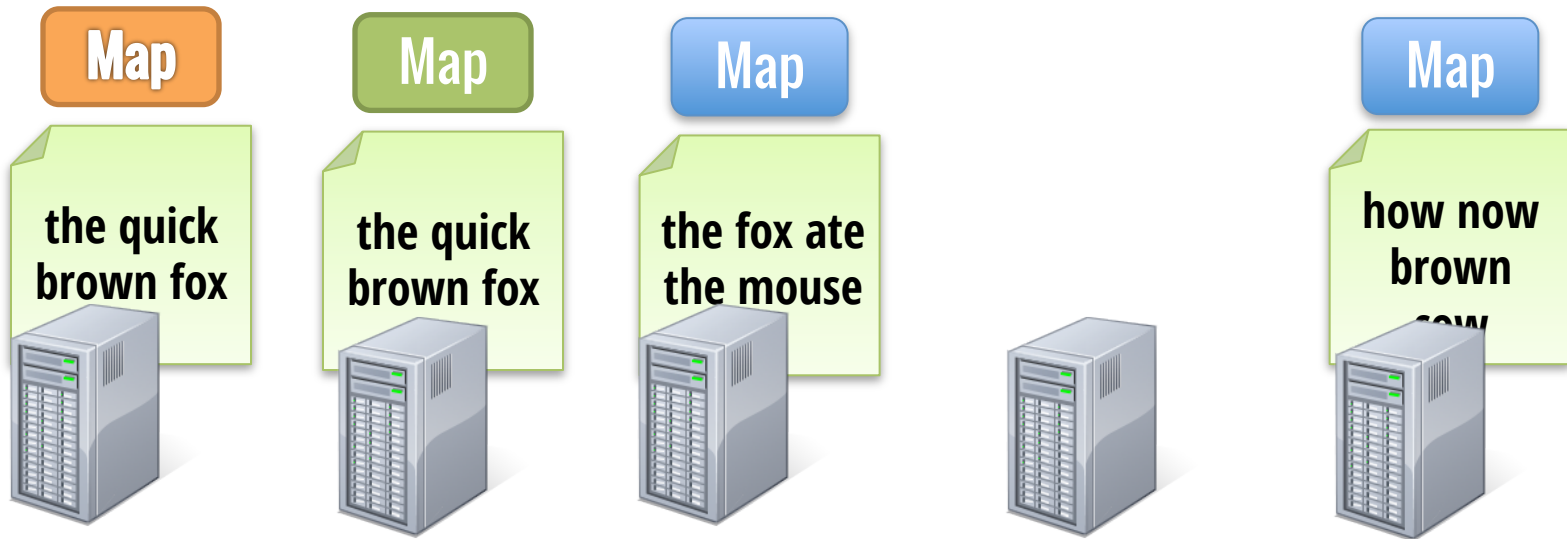 Map
Map
Map
Map
the quick
brown fox
the quick
brown fox
the fox ate
the mouse
how now
brown
cow